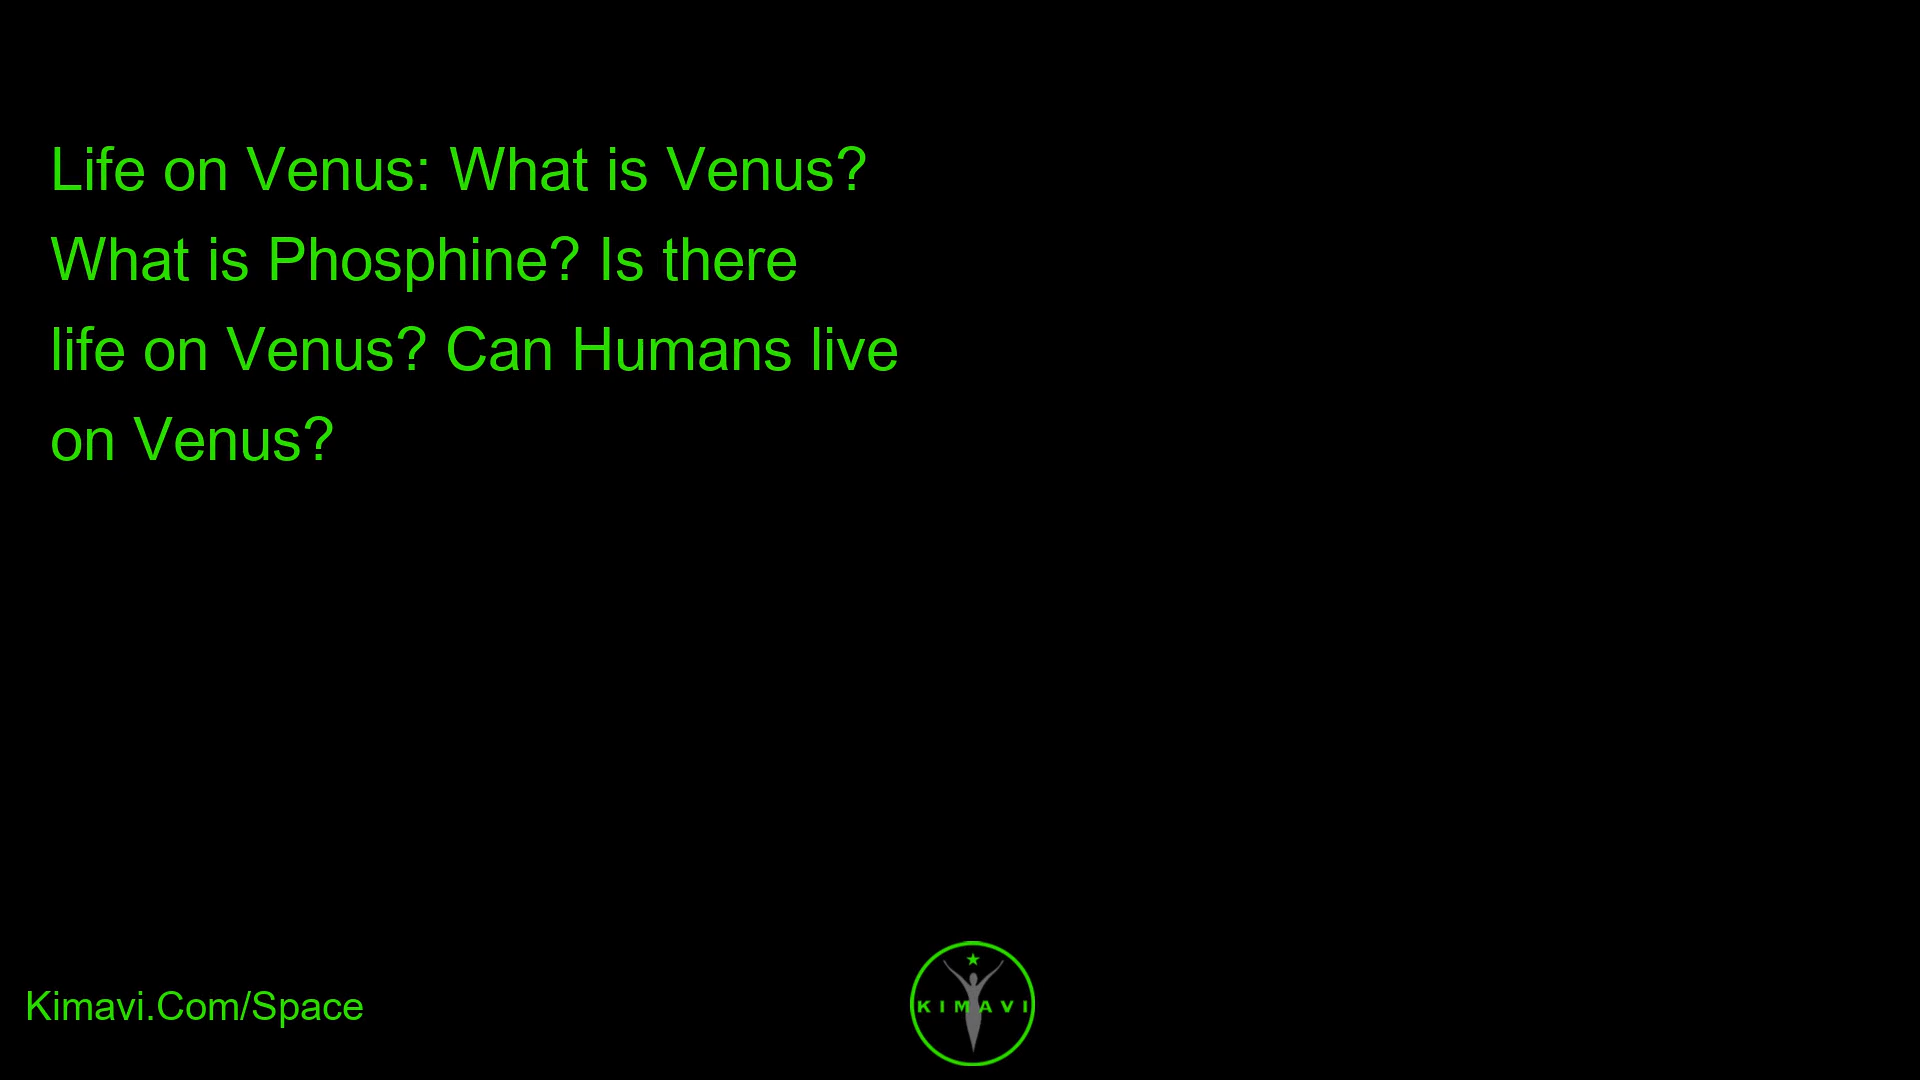 Life on Venus: What is Venus?
What is Phosphine? Is there
life on Venus? Can Humans live
on Venus?
Kimavi.Com/Space
KIMAVI